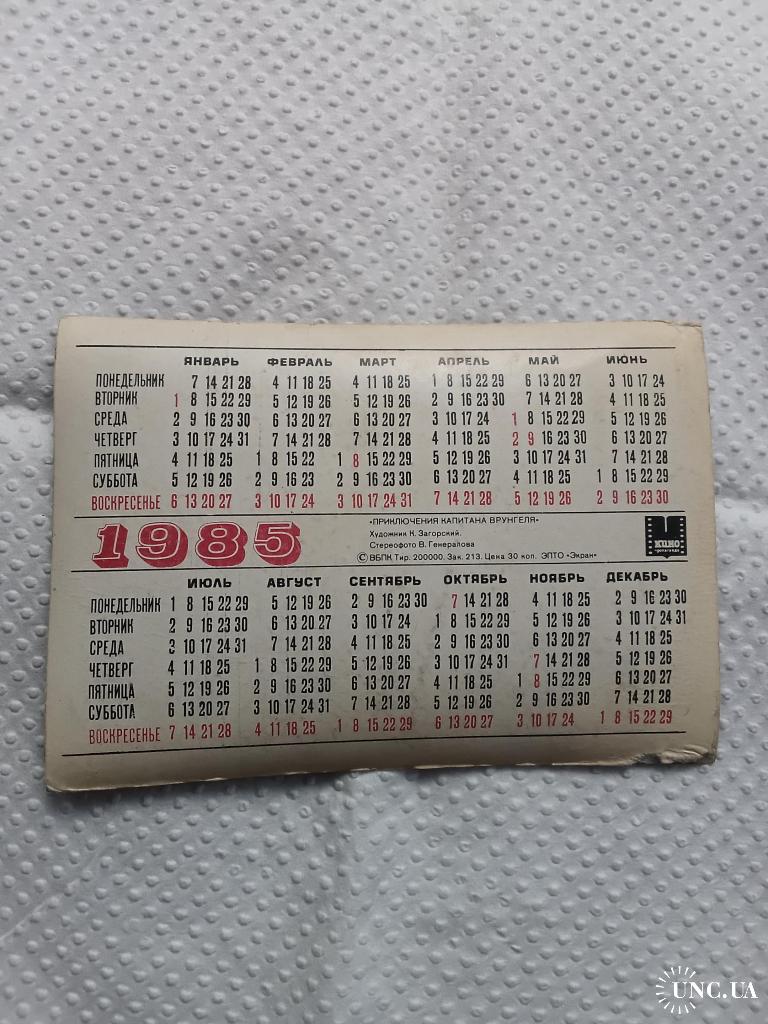 ЯНВАРЬ ФЕВРАЛЬ МАРТ АПРЕЛЬ МАЙ ИЮНЬ
ПОНЕДЕЛЬНИК 7 14 21 28 4 11 18 25 4 11 18 25 1 8 15 22 29 6 13 20 27 3 10 17 24
ВТОРНИК 1 8 15 22 29 5 12 19 26 5 12 19 26 2 9 16 23 30 7 14 21 28 4 11 18 25
СРЕДА 2 9 16 23 30 6 13 20 27 6 13 20 27 3 10 17 24 1 8 15 22 29 5 12 19 26
ЧЕТВЕРГ 3 10 17 24 31 7 14 21 28 7 14 21 28 4 11 18 25 2 9 16 23 30 6 13 20 27
ПЯТНИЦА 4 11 18 25 1 8 15 22 1 8 15 22 29 5 12 19 26 3 10 17 24 31 7 14 21 28
СУББОТА 5 12 19 26 2 9 16 23 2 9 16 23 30 6 13 20 27 4 11 18 25 1 8 15 22 29
ВОСКРЕСЕНЬЕ 6 13 20 27 3 10 17 24 3 10 17 24 31 7 14 21 28 5 12 19 26 2 9 16 23 30
1985
«ПРИКЛЮЧЕНИЯ КАПИТАНА ВРУНГЕЛЯ»
Художник К. Загорский.
Стереофото В. Генералова
© ВБПК Тир. 200000. Зак. 213. Цена 30 коп. ЭПТО «Экран»
КИНО
пропаганда
ИЮЛЬ АВГУСТ СЕНТЯБРЬ ОКТЯБРЬ НОЯБРЬ ДЕКАБРЬ
ПОНЕДЕЛЬНИК 1 8 15 22 29 5 12 19 26 2 9 16 23 30 7 14 21 28 4 11 18 25 2 9 16 23 30
ВТОРНИК 2 9 16 23 30 6 13 20 27 3 10 17 24 1 8 15 22 29 5 12 19 26 3 10 17 24 31
СРЕДА 3 10 17 24 31 7 14 21 28 4 11 18 25 2 9 16 23 30 6 13 20 27 4 11 18 25
ЧЕТВЕРГ 4 11 18 25 1 8 15 22 29 5 12 19 26 3 10 17 24 31 7 14 21 28 5 12 19 26
ПЯТНИЦА 5 12 19 26 2 9 16 23 30 6 13 20 27 4 11 18 25 1 8 15 22 29 6 13 20 27
СУББОТА 6 13 20 27 3 10 17 24 31 7 14 21 28 5 12 19 26 2 9 16 23 30 7 14 21 28
ВОСКРЕСЕНЬЕ 7 14 21 28 4 11 18 25 1 8 15 22 29 6 13 20 27 3 10 17 24 1 8 15 22 29
UNC.UA